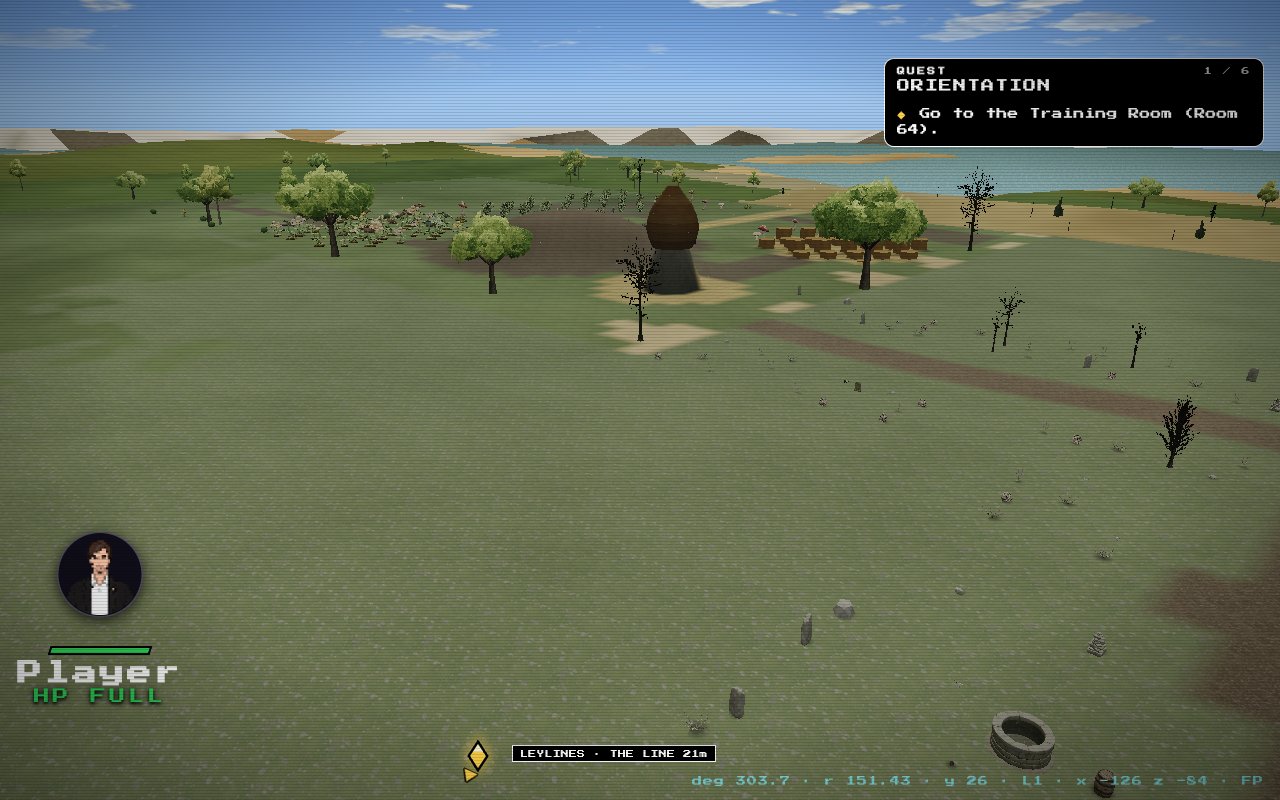 QUEST 1 / 6
ORIENTATION
◆ Go to the Training Room (Room
64).
Player
HP FULL
LEYLINES · THE LINE 21m
deg 303.7 · r 151.43 · y 26 · L1 · x -126 z -84 · FP